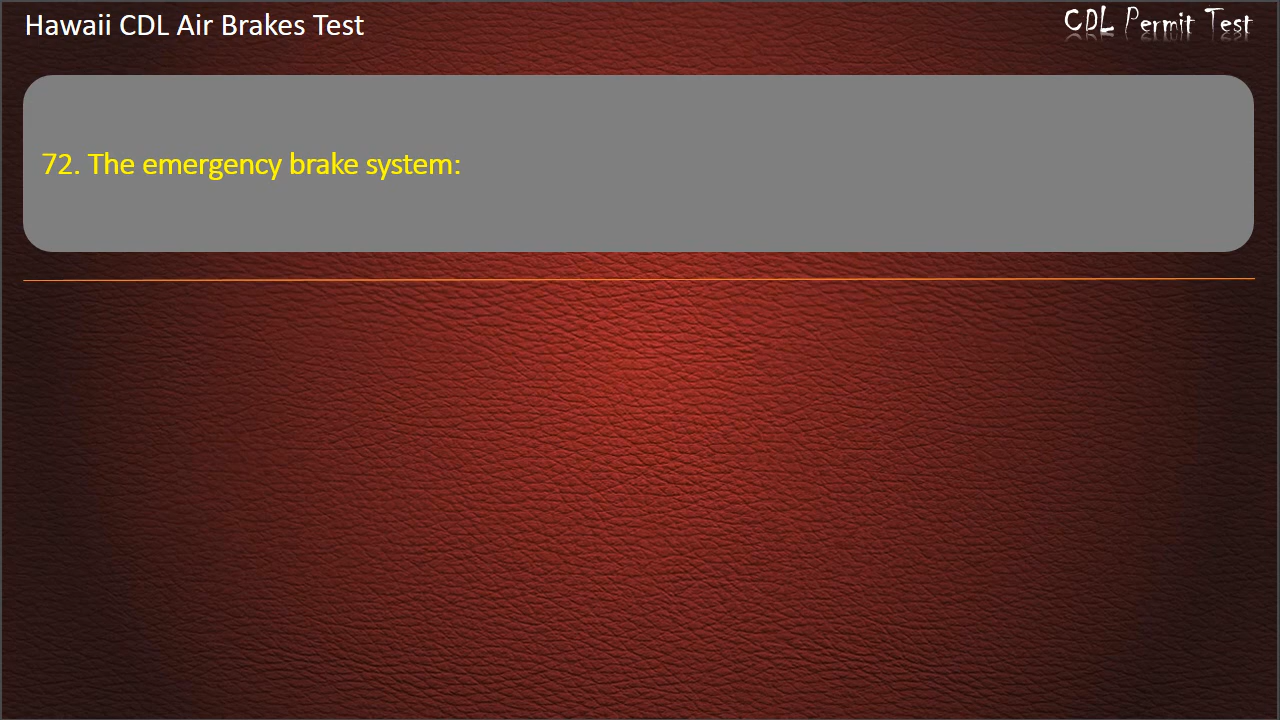 Hawaii CDL Air Brakes Test
CDL Permit Test
72. The emergency brake system: